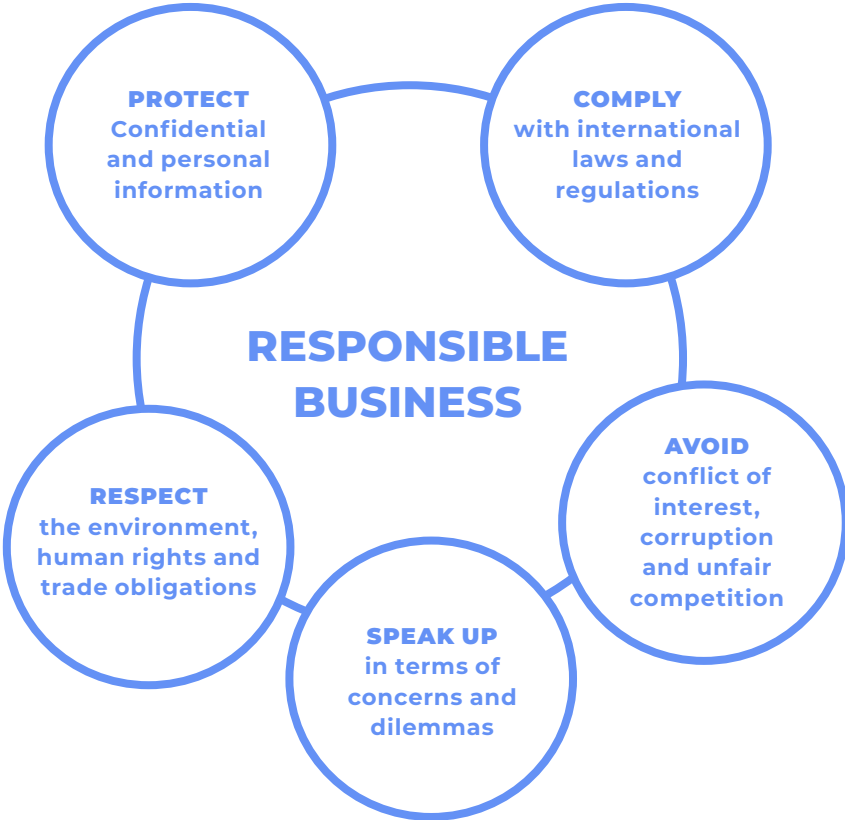 PROTECT
Confidential
and personal
information
COMPLY
with international
laws and
regulations
RESPONSIBLE
BUSINESS
AVOID
conflict of
interest,
corruption
and unfair
competition
RESPECT
the environment,
human rights and
trade obligations
SPEAK UP
in terms of
concerns and
dilemmas